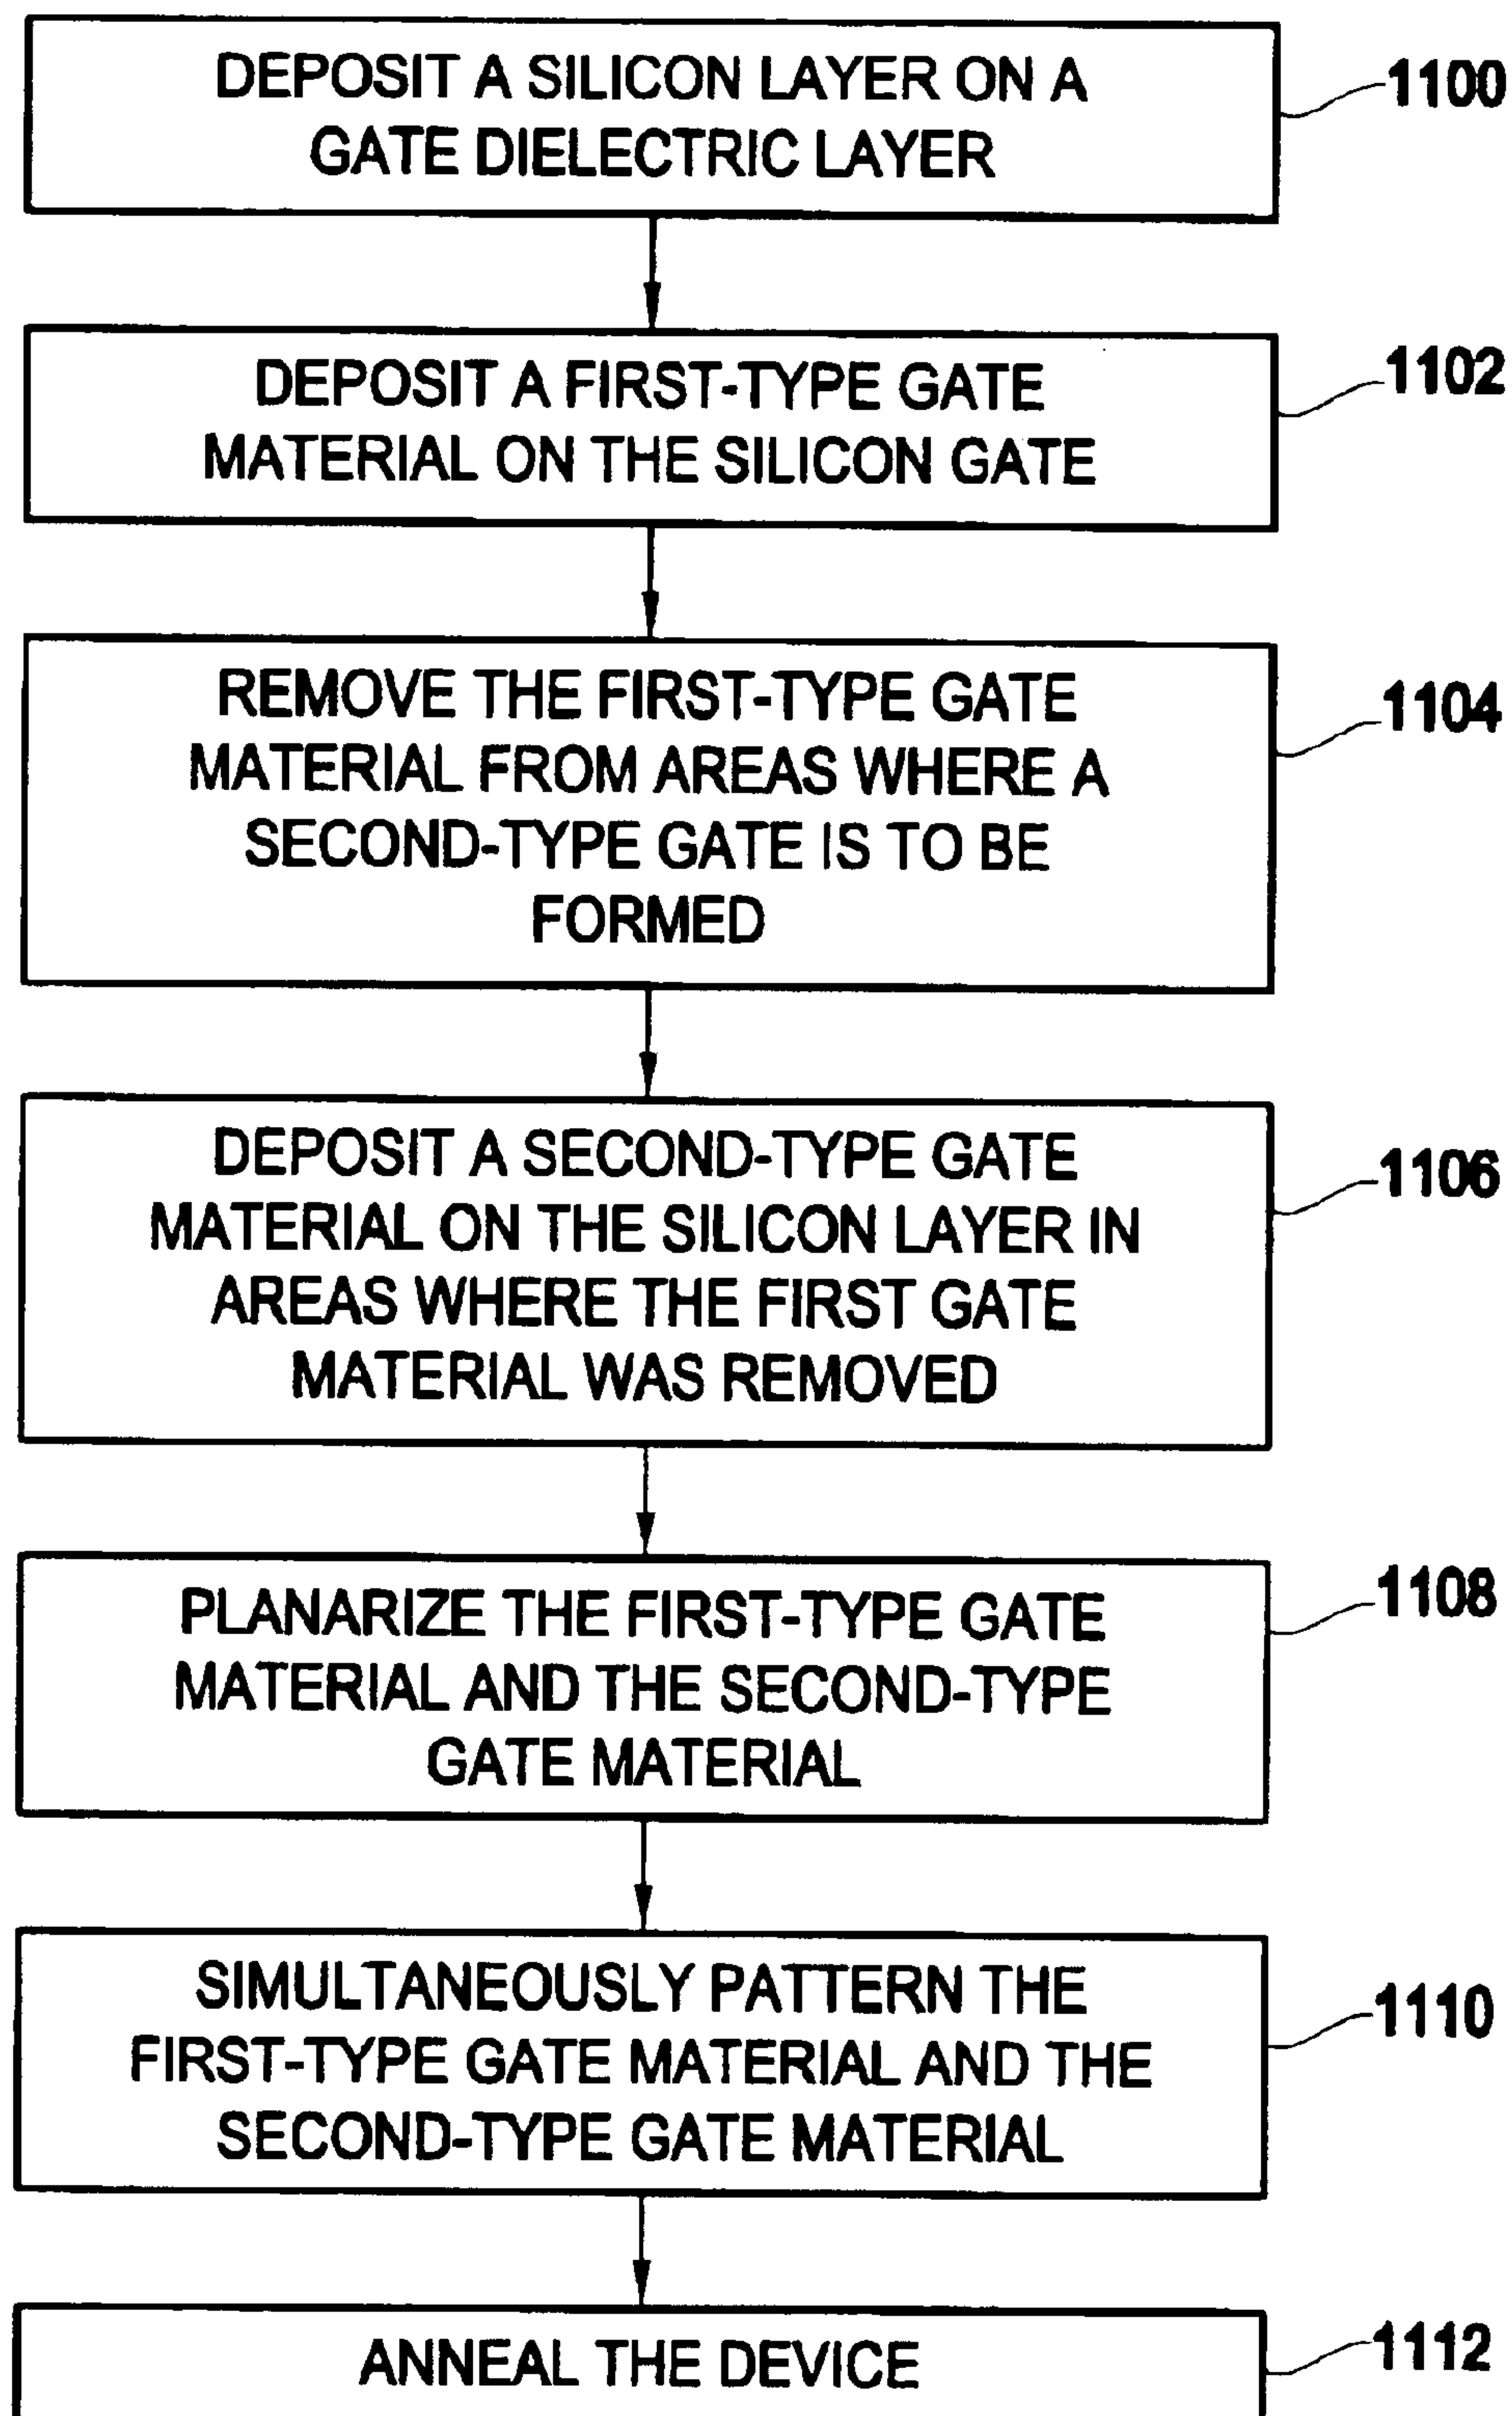 DEPOSIT A SILICON LAYER ON A
GATE DIELECTRIC LAYER
1100
DEPOSIT A FIRST-TYPE GATE
MATERIAL ON THE SILICON GATE
1102
REMOVE THE FIRST-TYPE GATE
MATERIAL FROM AREAS WHERE A
SECOND-TYPE GATE IS TO BE
FORMED
1104
DEPOSIT A SECOND-TYPE GATE
MATERIAL ON THE SILICON LAYER IN
AREAS WHERE THE FIRST GATE
MATERIAL WAS REMOVED
1106
PLANARIZE THE FIRST-TYPE GATE
MATERIAL AND THE SECOND-TYPE
GATE MATERIAL
1108
SIMULTANEOUSLY PATTERN THE
FIRST-TYPE GATE MATERIAL AND THE
SECOND-TYPE GATE MATERIAL
1110
ANNEAL THE DEVICE
1112